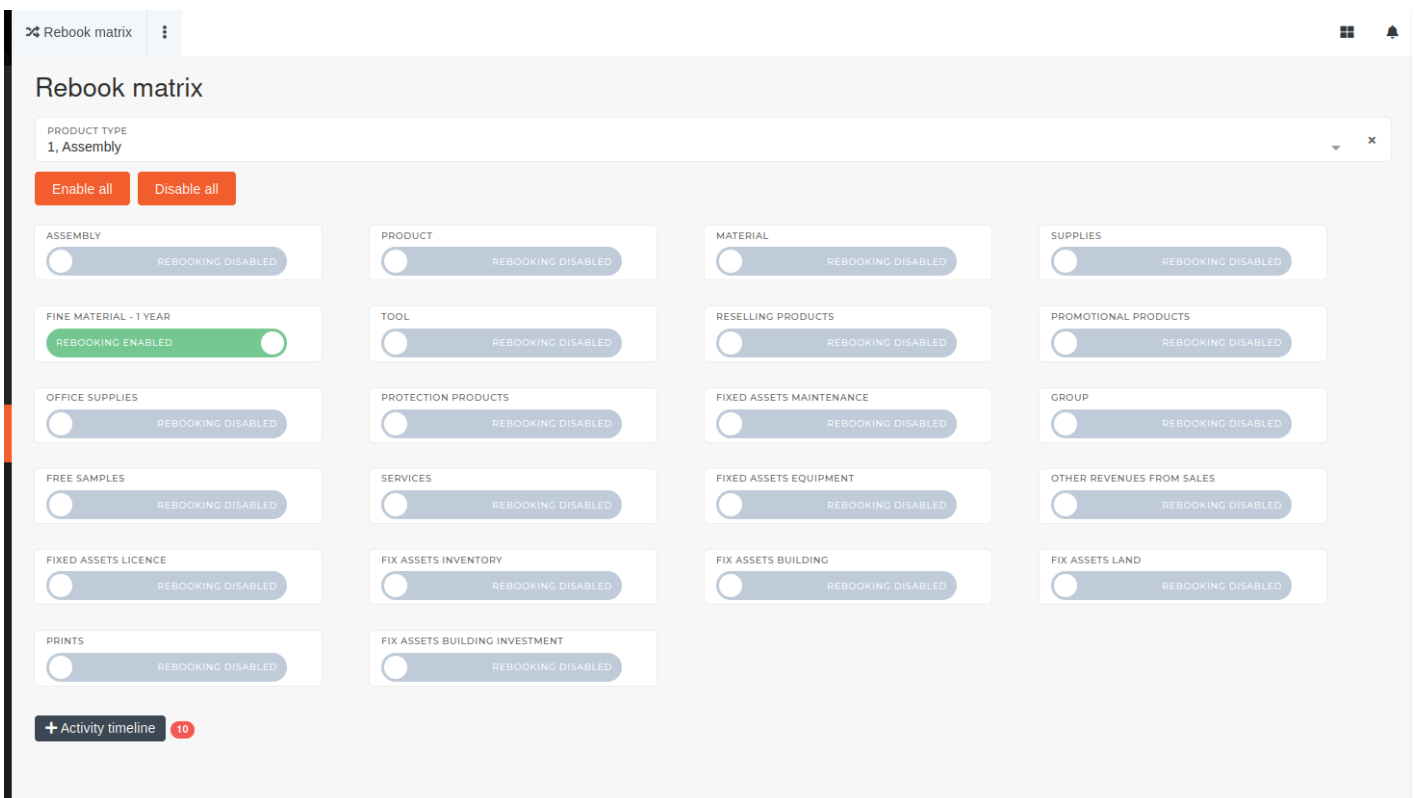 Rebook matrix
Rebook matrix
PRODUCT TYPE
1, Assembly
Enable all Disable all
ASSEMBLY PRODUCT MATERIAL SUPPLIES
REBOOKING DISABLED REBOOKING DISABLED REBOOKING DISABLED REBOOKING DISABLED
FINE MATERIAL - 1 YEAR TOOL RESELLING PRODUCTS PROMOTIONAL PRODUCTS
REBOOKING ENABLED REBOOKING DISABLED REBOOKING DISABLED REBOOKING DISABLED
OFFICE SUPPLIES PROTECTION PRODUCTS FIXED ASSETS MAINTENANCE GROUP
REBOOKING DISABLED REBOOKING DISABLED REBOOKING DISABLED REBOOKING DISABLED
FREE SAMPLES SERVICES FIXED ASSETS EQUIPMENT OTHER REVENUES FROM SALES
REBOOKING DISABLED REBOOKING DISABLED REBOOKING DISABLED REBOOKING DISABLED
FIXED ASSETS LICENCE FIX ASSETS INVENTORY FIX ASSETS BUILDING FIX ASSETS LAND
REBOOKING DISABLED REBOOKING DISABLED REBOOKING DISABLED REBOOKING DISABLED
PRINTS FIX ASSETS BUILDING INVESTMENT
REBOOKING DISABLED REBOOKING DISABLED
Activity timeline 10